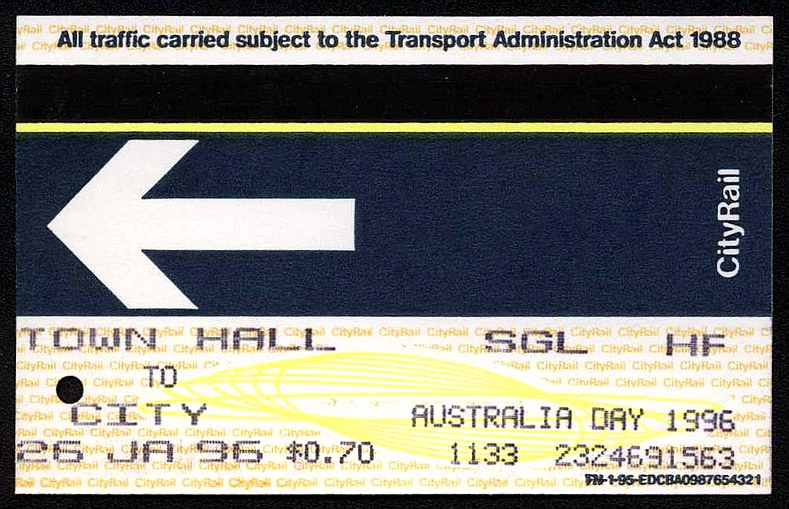 All traffic carried subject to the Transport Administration Act 1988
CityRail
TOWN HALL SGL HF
TO
CITY AUSTRALIA DAY 1996
26 JA 96 $0.70 1133 2324691563
TN-1-95-EDCBA0987654321